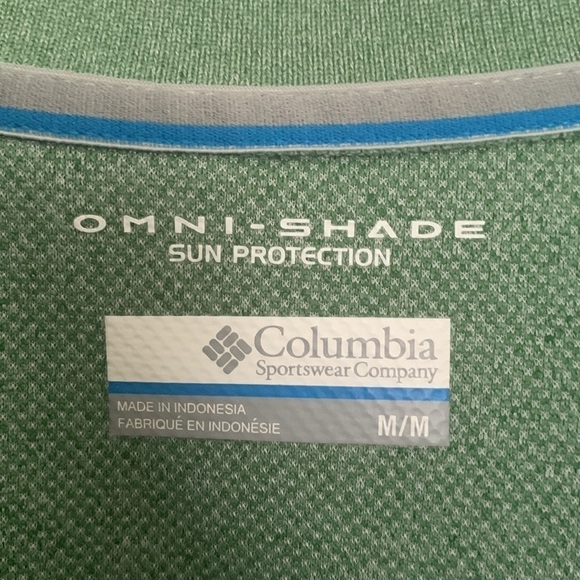 OMNI-SHADE
SUN PROTECTION
Columbia
Sportswear Company
MADE IN INDONESIA
FABRIQUÉ EN INDONÉSIE
M/M